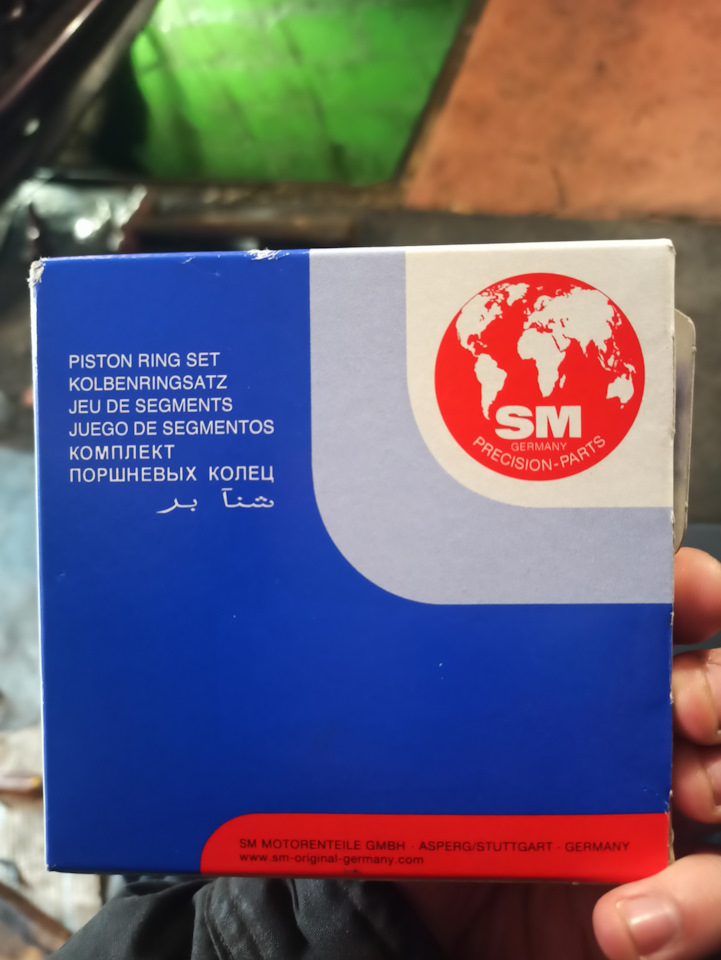 PISTON RING SET
KOLBENRINGSATZ
JEU DE SEGMENTS
JUEGO DE SEGMENTOS
КОМПЛЕКТ
ПОРШНЕВЫХ КОЛЕЦ
شنآ بر
SM
GERMANY
PRECISION-PARTS
SM MOTORENTEILE GMBH · ASPERG/STUTTGART · GERMANY
www.sm-original-germany.com